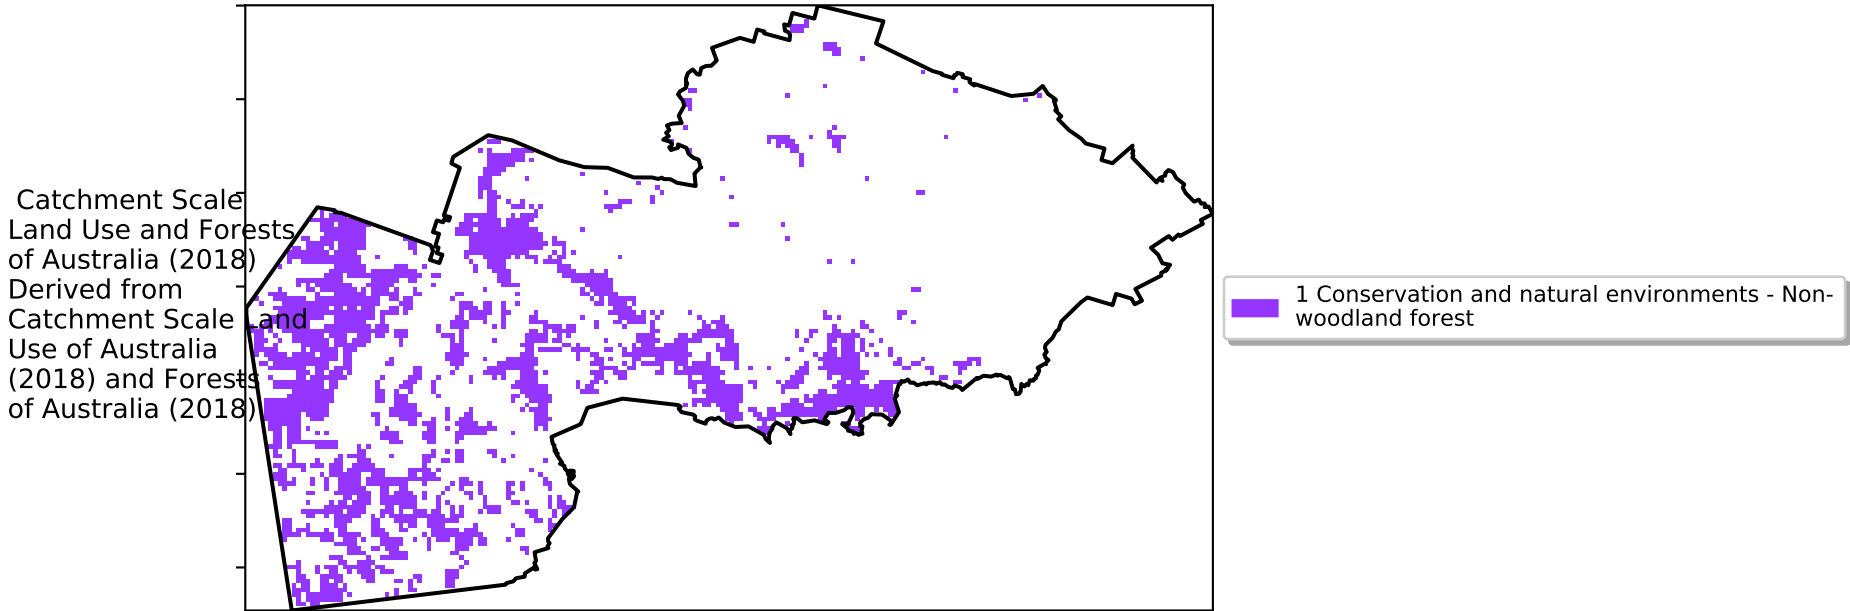 Catchment Scale
Land Use and Forests
of Australia (2018)
Derived from
Catchment Scale Land
Use of Australia
(2018) and Forests
of Australia (2018)
1 Conservation and natural environments - Non-
woodland forest